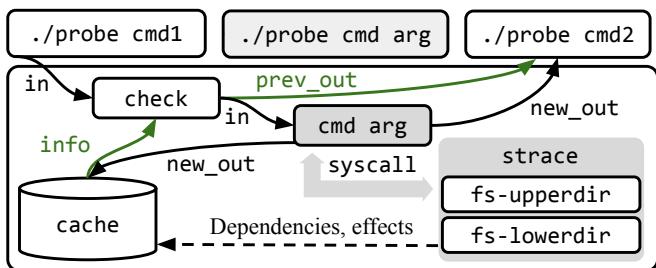 ./probe cmd1
./probe cmd arg
./probe cmd2
in
check
prev_out
in
cmd arg
new_out
info
new_out
syscall
strace
fs-upperdir
fs-lowerdir
cache
Dependencies, effects